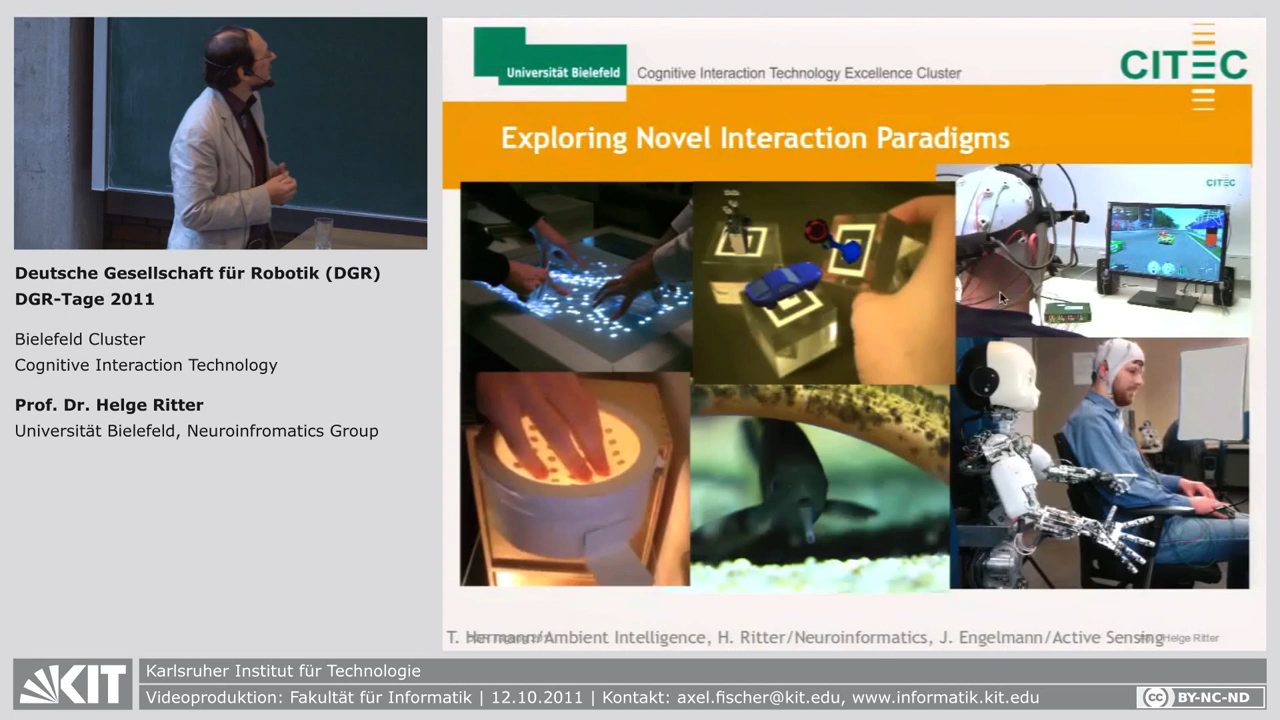 Universität Bielefeld
Cognitive Interaction Technology Excellence Cluster
CITEC
Exploring Novel Interaction Paradigms
CITEC
T. Hermann/Ambient Intelligence, H. Ritter/Neuroinformatics, J. Engelmann/Active Sensing
Helge Ritter
Deutsche Gesellschaft für Robotik (DGR)
DGR-Tage 2011
Bielefeld Cluster
Cognitive Interaction Technology
Prof. Dr. Helge Ritter
Universität Bielefeld, Neuroinfromatics Group
KIT
Karlsruher Institut für Technologie
Videoproduktion: Fakultät für Informatik | 12.10.2011 | Kontakt: axel.fischer@kit.edu, www.informatik.kit.edu
cc BY-NC-ND